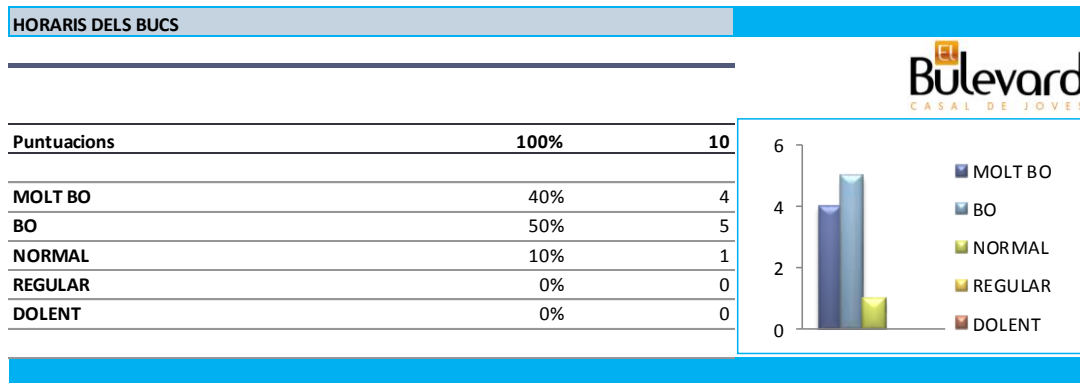 HORARIS DELS BUCS
EL
Bulevard
CASAL DE JOVES
Puntuacions 100% 10
MOLT BO 40% 4
BO 50% 5
NORMAL 10% 1
REGULAR 0% 0
DOLENT 0% 0
6
4
2
0
MOLT BO
BO
NORMAL
REGULAR
DOLENT